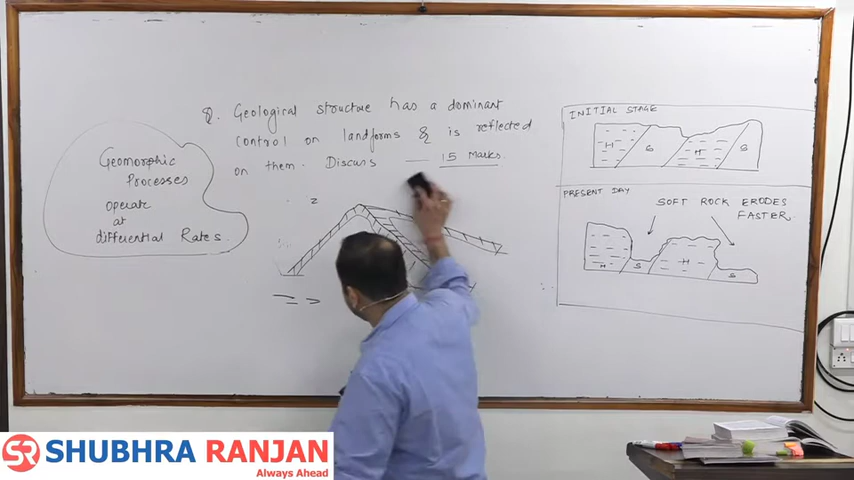 Q. Geological structure has a dominant
control on landforms & is reflected
on them. Discuss — 15 Marks.
Geomorphic
Processes
operate
at
differential Rates.
INITIAL STAGE
H S H S
PRESENT DAY
SOFT ROCK ERODES
FASTER.
H S H S
SR SHUBHRA RANJAN
Always Ahead